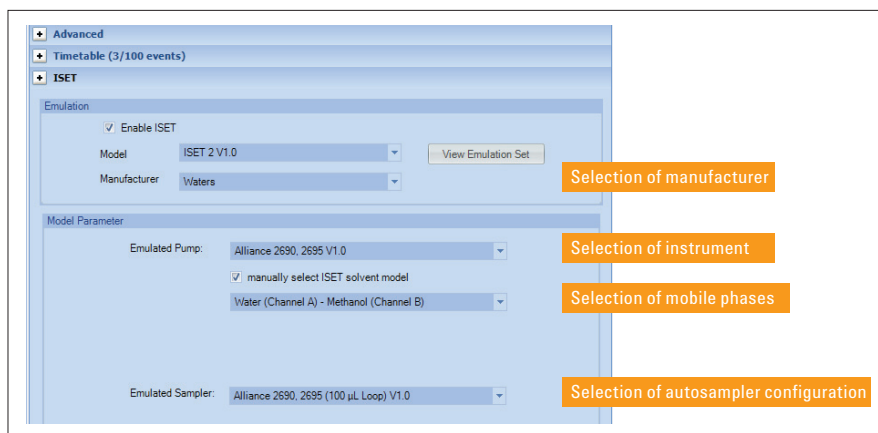 + Advanced
+ Timetable (3/100 events)
+ ISET
Emulation
Enable ISET
Model ISET 2 V1.0 View Emulation Set
Manufacturer Waters
Selection of manufacturer
Model Parameter
Emulated Pump: Alliance 2690, 2695 V1.0 Selection of instrument
manually select ISET solvent model
Water (Channel A) - Methanol (Channel B) Selection of mobile phases
Emulated Sampler: Alliance 2690, 2695 (100 µL Loop) V1.0 Selection of autosampler configuration